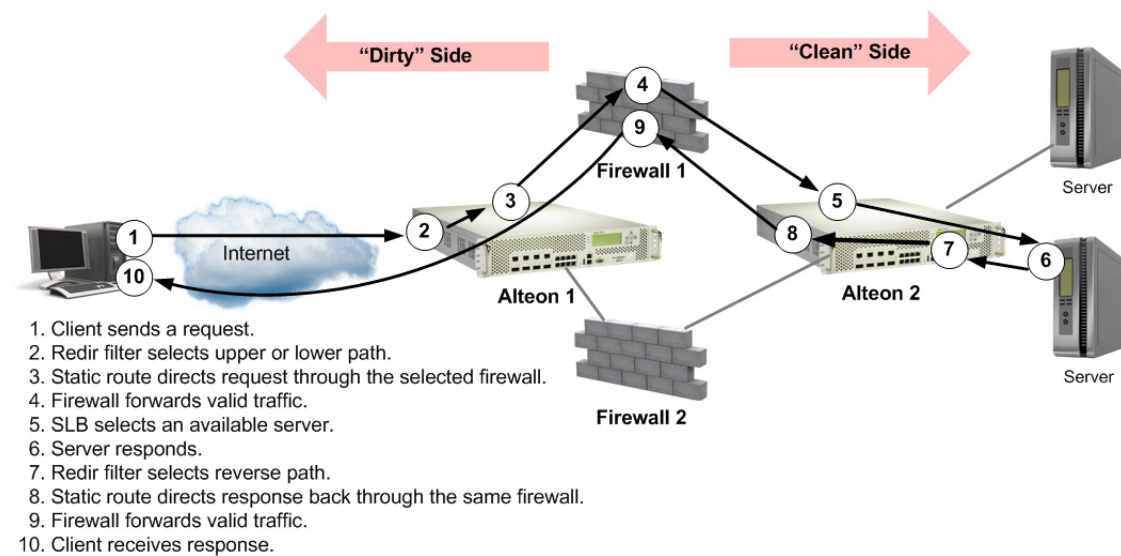 “Dirty” Side
“Clean” Side
4
9
Firewall 1
Server
3
5
1
2
8
7
6
Internet
10
Alteon 1
Alteon 2
Server
Firewall 2
1. Client sends a request.
2. Redir filter selects upper or lower path.
3. Static route directs request through the selected firewall.
4. Firewall forwards valid traffic.
5. SLB selects an available server.
6. Server responds.
7. Redir filter selects reverse path.
8. Static route directs response back through the same firewall.
9. Firewall forwards valid traffic.
10. Client receives response.